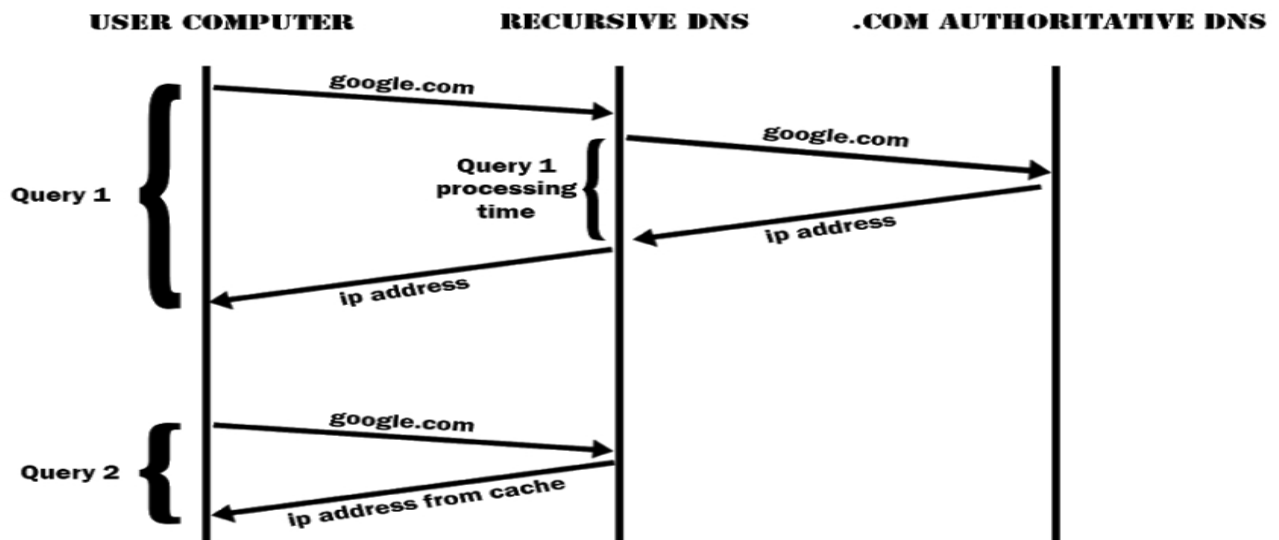 USER COMPUTER
RECURSIVE DNS
.COM AUTHORITATIVE DNS
google.com
google.com
Query 1
Query 1
processing
time
ip address
ip address
google.com
Query 2
ip address from cache